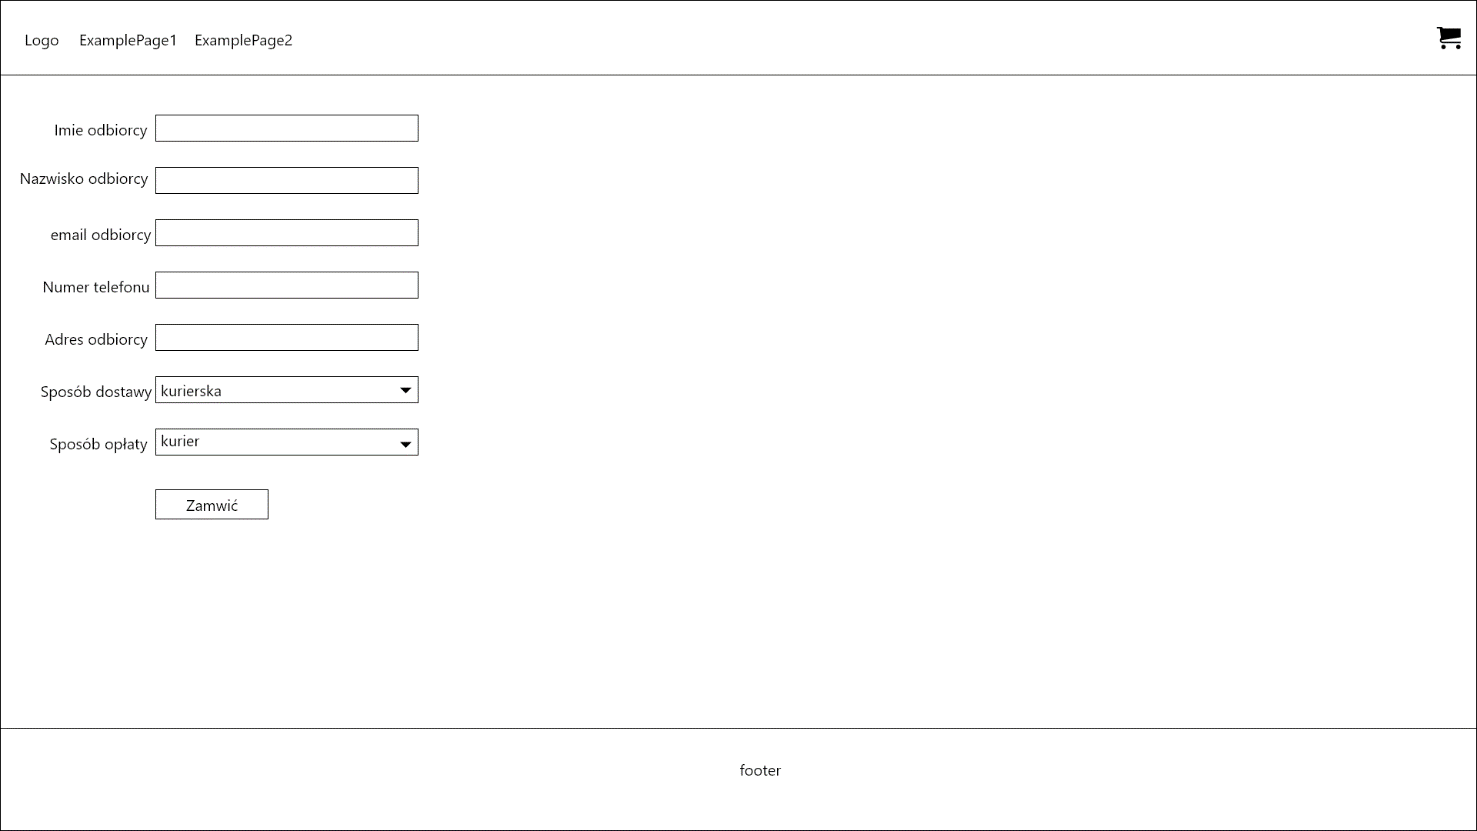 Logo ExamplePage1 ExamplePage2
Imie odbiorcy
Nazwisko odbiorcy
email odbiorcy
Numer telefonu
Adres odbiorcy
Sposób dostawy kurierska
Sposób opłaty kurier
Zamwić
footer